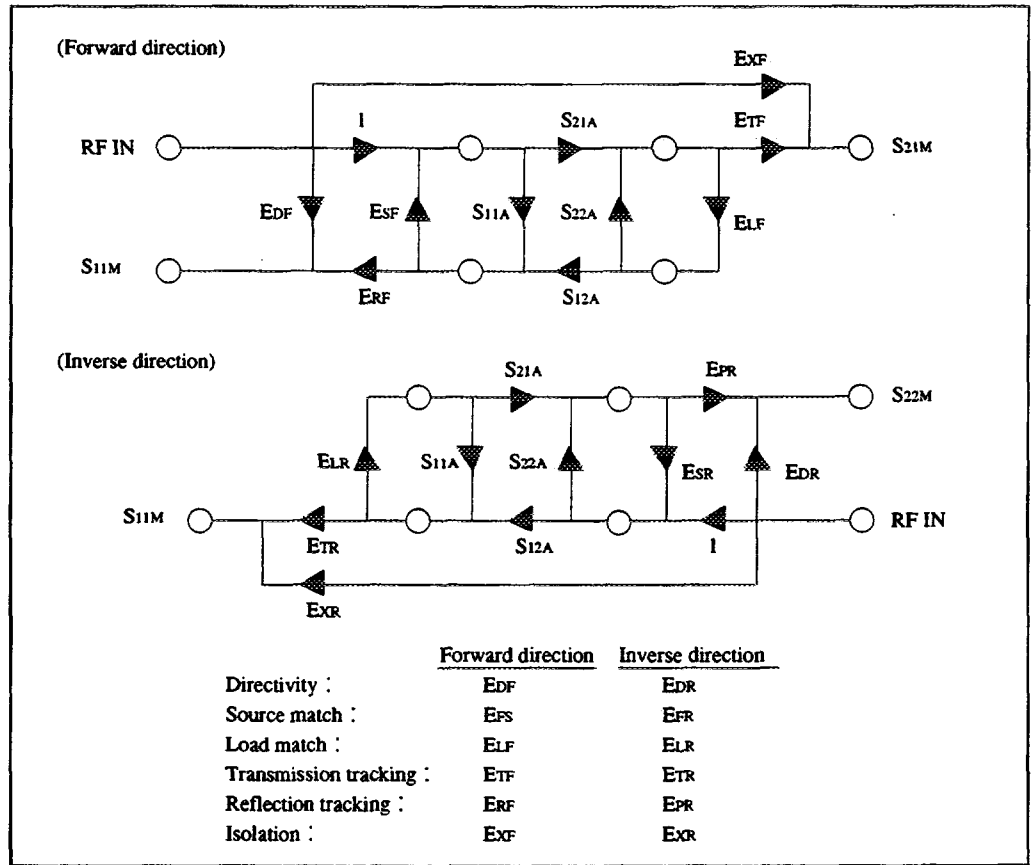 (Forward direction)
EXF
1
S21A
ETF
RF IN
S21M
EDF
ESF
S11A
S22A
ELF
S11M
ERF
S12A
(Inverse direction)
S21A
EPR
S22M
ELR
S11A
S22A
ESR
EDR
S11M
RF IN
ETR
S12A
1
EXR
Forward direction Inverse direction
Directivity : EDF EDR
Source match : EFS EFR
Load match : ELF ELR
Transmission tracking : ETF ETR
Reflection tracking : ERF EPR
Isolation : EXF EXR